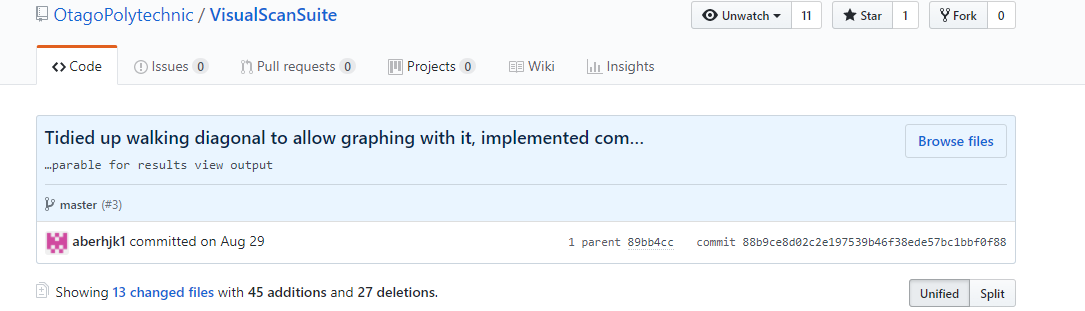 OtagoPolytechnic / VisualScanSuite
Unwatch 11 Star 1 Fork 0
Code Issues 0 Pull requests 0 Projects 0 Wiki Insights
Tidied up walking diagonal to allow graphing with it, implemented com…
Browse files
…parable for results view output
master (#3)
aberhjk1 committed on Aug 29 1 parent 89bb4cc commit 88b9ce8d02c2e197539b46f38ede57bc1bbf0f88
Showing 13 changed files with 45 additions and 27 deletions. Unified Split